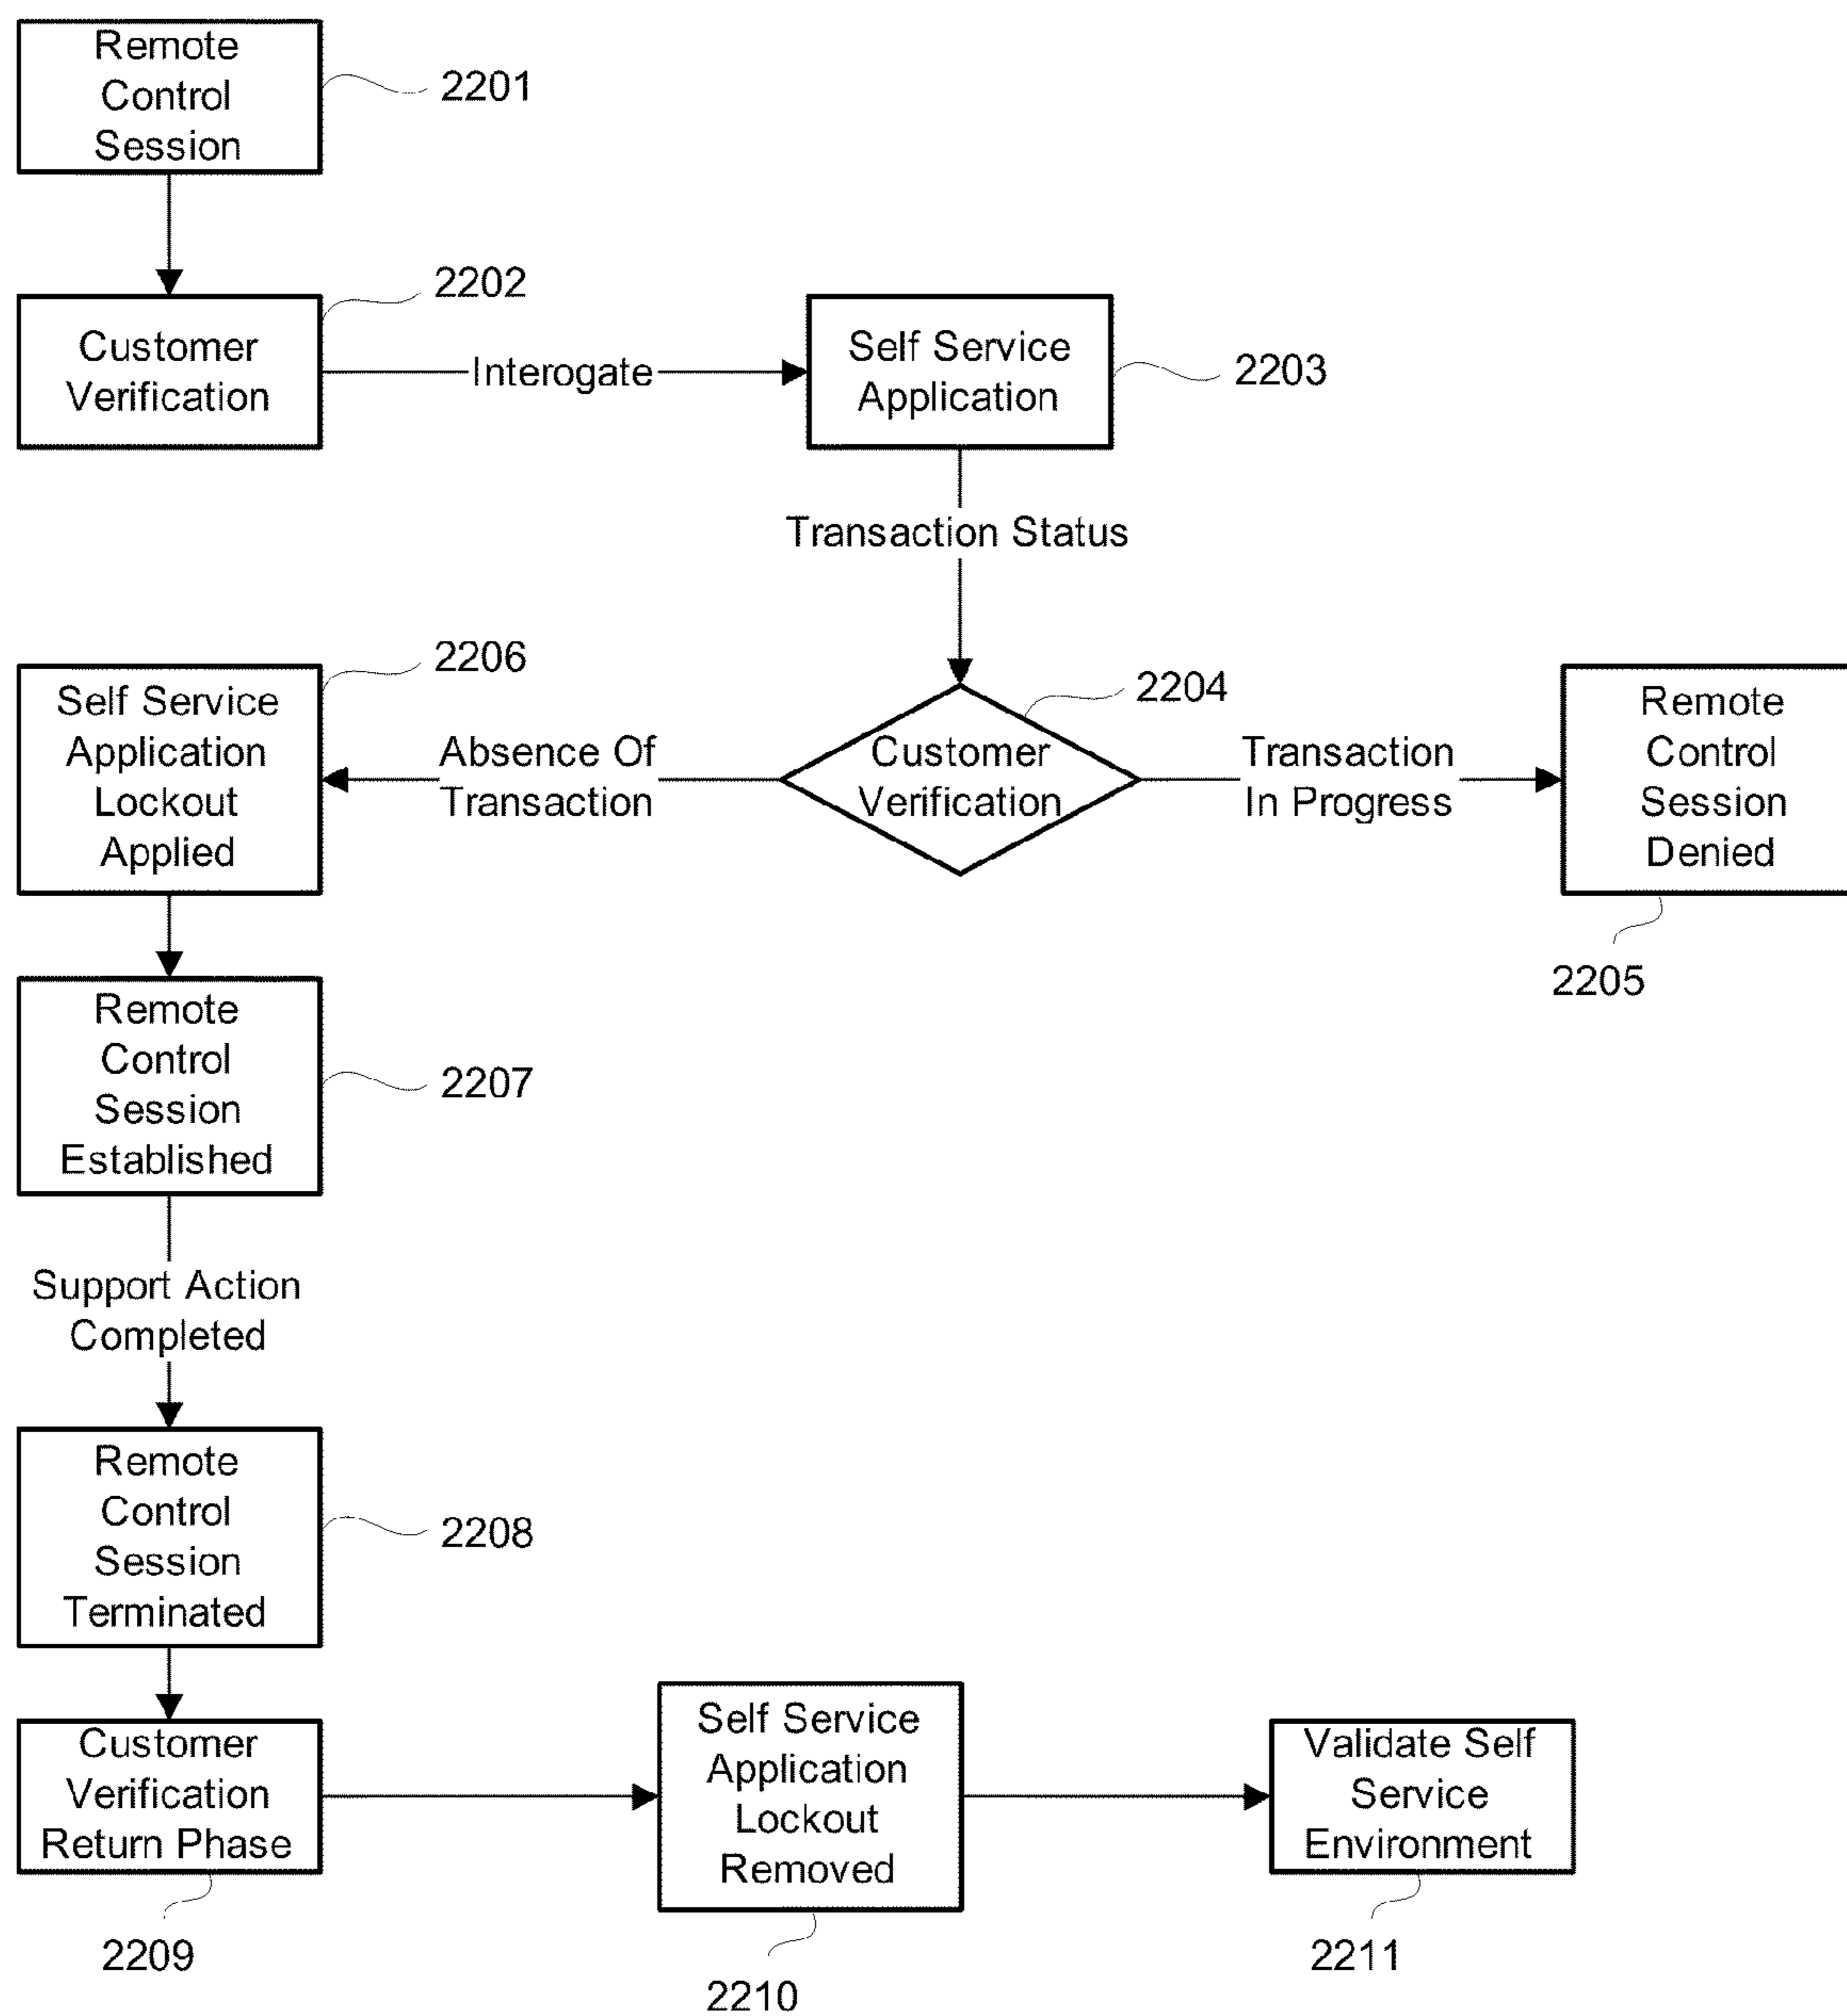 Remote
Control
Session
2201
2202
Customer
Verification
Interogate
Self Service
Application
2203
Transaction Status
2206
Self Service
Application
Lockout
Applied
Absence Of
Transaction
2204
Customer
Verification
Transaction
In Progress
Remote
Control
Session
Denied
2205
Remote
Control
Session
Established
2207
Support Action
Completed
Remote
Control
Session
Terminated
2208
Customer
Verification
Return Phase
2209
Self Service
Application
Lockout
Removed
2210
Validate Self
Service
Environment
2211